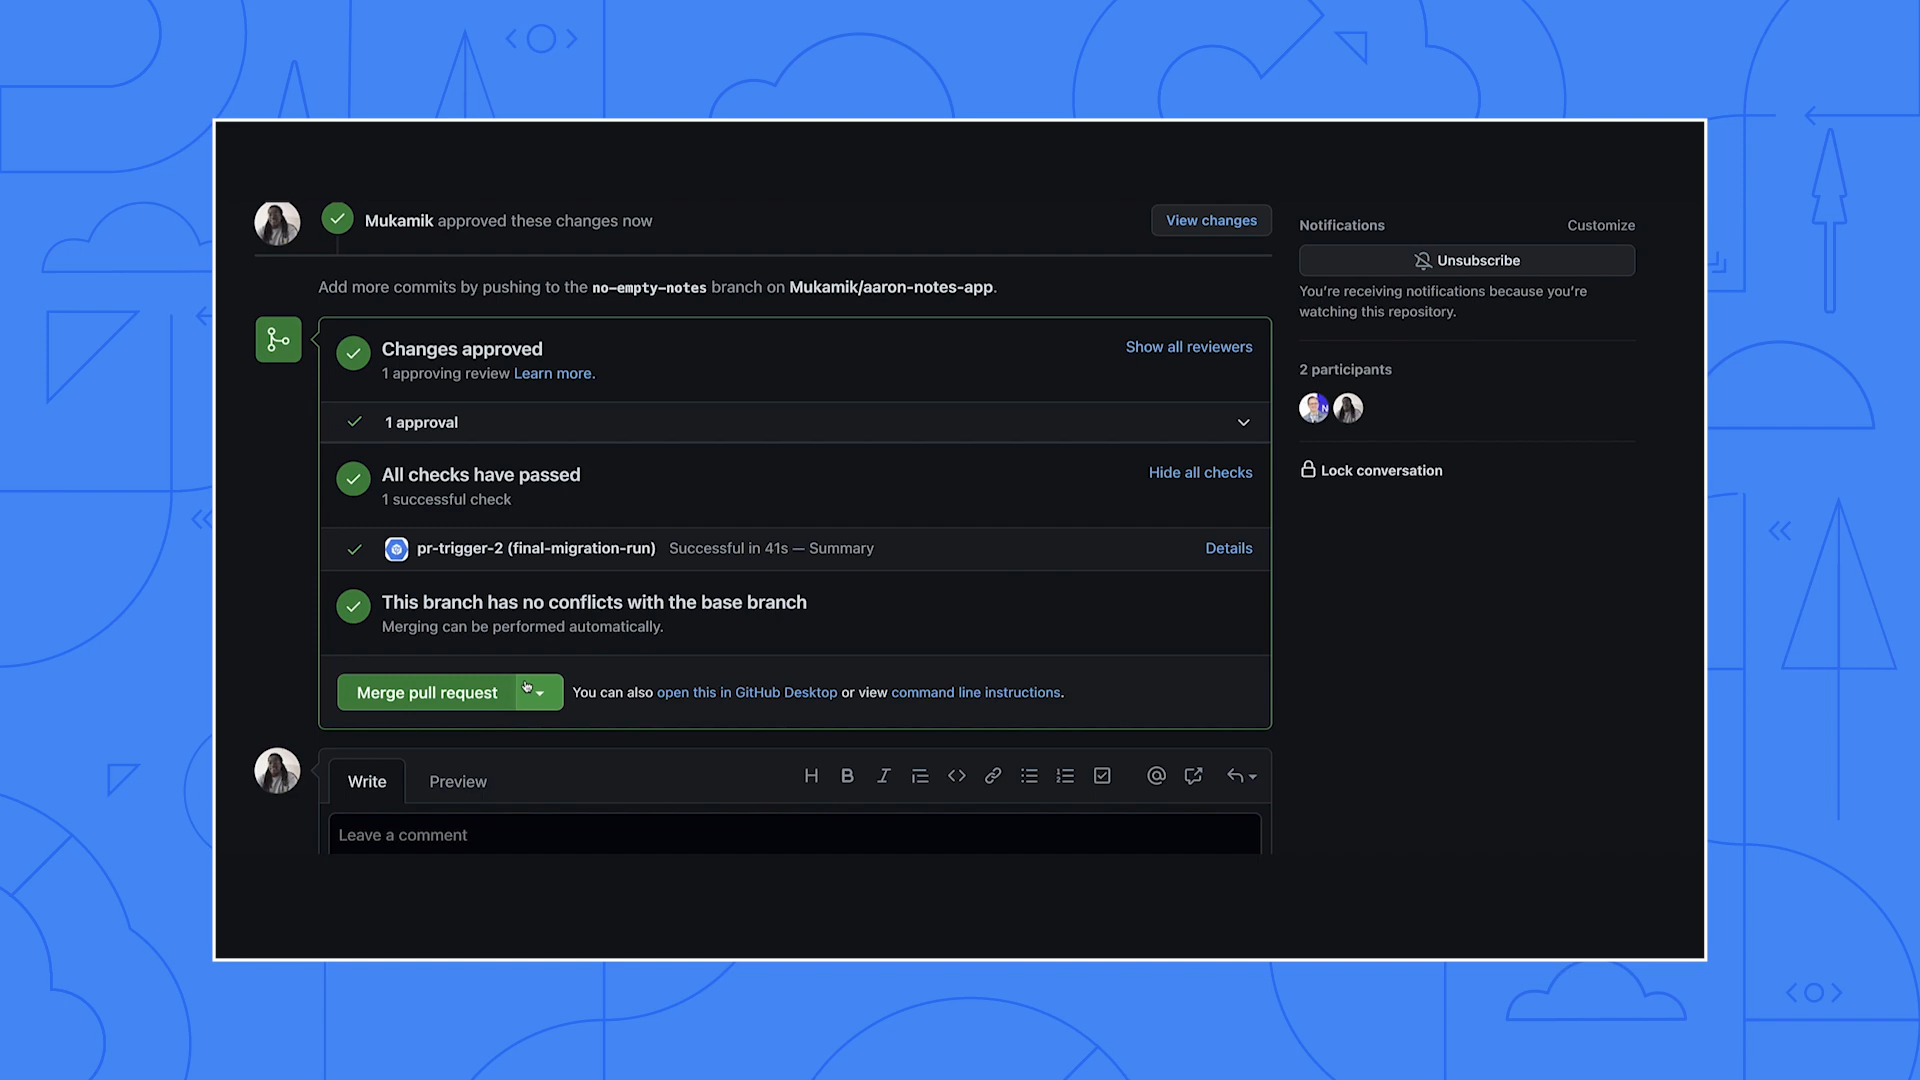 Mukamik approved these changes now
View changes
Add more commits by pushing to the no-empty-notes branch on Mukamik/aaron-notes-app.
Changes approved
1 approving review Learn more.
Show all reviewers
1 approval
All checks have passed
1 successful check
Hide all checks
pr-trigger-2 (final-migration-run) Successful in 41s — Summary
Details
This branch has no conflicts with the base branch
Merging can be performed automatically.
Merge pull request
You can also open this in GitHub Desktop or view command line instructions.
Write
Preview
Leave a comment
Notifications
Customize
Unsubscribe
You're receiving notifications because you're
watching this repository.
2 participants
N
Lock conversation